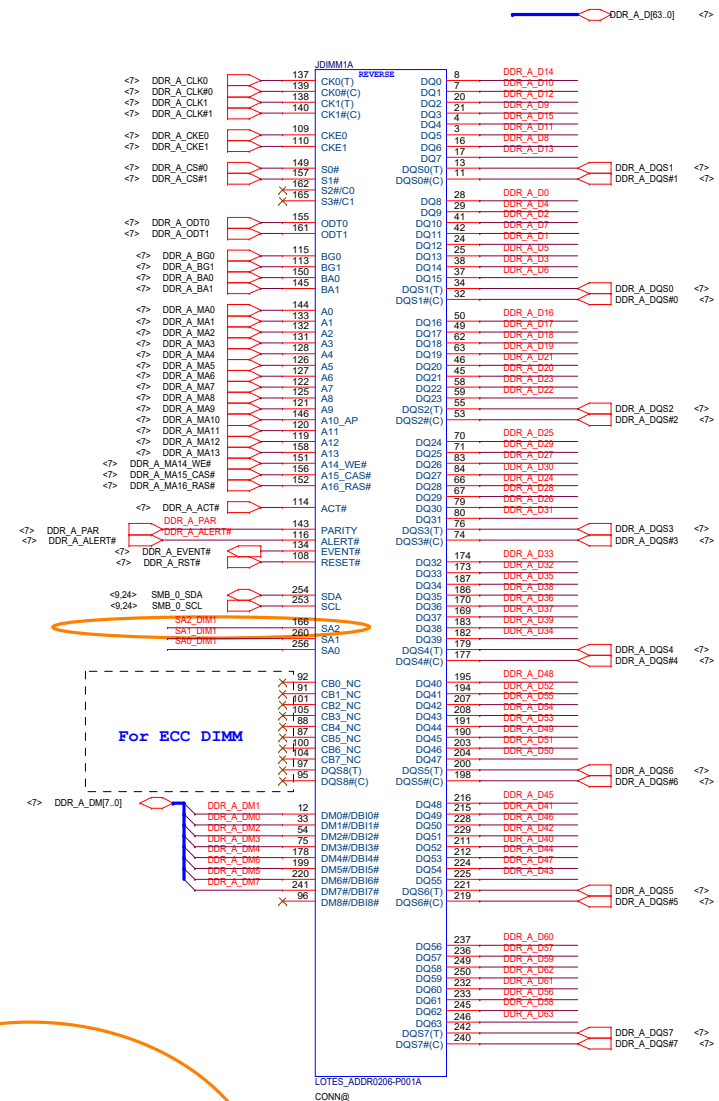 DDR_A_D[63..0] <7>
JDIMM1A
REVERSE
<7> DDR_A_CLK0 137 CK0(T)
<7> DDR_A_CLK#0 139 CK0#(C)
<7> DDR_A_CLK1 138 CK1(T)
<7> DDR_A_CLK#1 140 CK1#(C)
<7> DDR_A_CKE0 109 CKE0
<7> DDR_A_CKE1 110 CKE1
<7> DDR_A_CS#0 149 S0#
<7> DDR_A_CS#1 157 S1#
162 S2#/C0
165 S3#/C1
<7> DDR_A_ODT0 155 ODT0
<7> DDR_A_ODT1 161 ODT1
<7> DDR_A_BG0 115 BG0
<7> DDR_A_BG1 113 BG1
<7> DDR_A_BA0 150 BA0
<7> DDR_A_BA1 145 BA1
<7> DDR_A_MA0 144 A0
<7> DDR_A_MA1 133 A1
<7> DDR_A_MA2 132 A2
<7> DDR_A_MA3 131 A3
<7> DDR_A_MA4 128 A4
<7> DDR_A_MA5 126 A5
<7> DDR_A_MA6 127 A6
<7> DDR_A_MA7 122 A7
<7> DDR_A_MA8 125 A8
<7> DDR_A_MA9 121 A9
<7> DDR_A_MA10 146 A10_AP
<7> DDR_A_MA11 120 A11
<7> DDR_A_MA12 119 A12
<7> DDR_A_MA13 158 A13
<7> DDR_A_MA14_WE# 151 A14_WE#
<7> DDR_A_MA15_CAS# 156 A15_CAS#
<7> DDR_A_MA16_RAS# 152 A16_RAS#
<7> DDR_A_ACT# 114 ACT#
<7> DDR_A_PAR DDR_A_PAR 143 PARITY
<7> DDR_A_ALERT# DDR_A_ALERT# 116 ALERT#
<7> DDR_A_EVENT# 134 EVENT#
<7> DDR_A_RST# 108 RESET#
<9,24> SMB_0_SDA 254 SDA
<9,24> SMB_0_SCL 253 SCL
SA2_DIM1 166 SA2
SA1_DIM1 260 SA1
SA0_DIM1 256 SA0
For ECC DIMM
92 CB0_NC
91 CB1_NC
101 CB2_NC
105 CB3_NC
88 CB4_NC
87 CB5_NC
100 CB6_NC
104 CB7_NC
97 DQS8(T)
95 DQS8#(C)
<7> DDR_A_DM[7..0]
DDR_A_DM1 12 DM0#/DBI0#
DDR_A_DM0 33 DM1#/DBI1#
DDR_A_DM2 54 DM2#/DBI2#
DDR_A_DM3 75 DM3#/DBI3#
DDR_A_DM4 178 DM4#/DBI4#
DDR_A_DM6 199 DM5#/DBI5#
DDR_A_DM5 220 DM6#/DBI6#
DDR_A_DM7 241 DM7#/DBI7#
96 DM8#/DBI8#
DQ0 8 DDR_A_D14
DQ1 7 DDR_A_D10
DQ2 20 DDR_A_D12
DQ3 21 DDR_A_D9
DQ4 4 DDR_A_D15
DQ5 3 DDR_A_D11
DQ6 16 DDR_A_D8
DQ7 17 DDR_A_D13
DQS0(T) 13 DDR_A_DQS1 <7>
DQS0#(C) 11 DDR_A_DQS#1 <7>
DQ8 28 DDR_A_D0
DQ9 29 DDR_A_D4
DQ10 41 DDR_A_D2
DQ11 42 DDR_A_D7
DQ12 24 DDR_A_D1
DQ13 25 DDR_A_D5
DQ14 38 DDR_A_D3
DQ15 37 DDR_A_D6
DQS1(T) 34 DDR_A_DQS0 <7>
DQS1#(C) 32 DDR_A_DQS#0 <7>
DQ16 50 DDR_A_D16
DQ17 49 DDR_A_D17
DQ18 62 DDR_A_D18
DQ19 63 DDR_A_D19
DQ20 46 DDR_A_D21
DQ21 45 DDR_A_D20
DQ22 58 DDR_A_D23
DQ23 59 DDR_A_D22
DQS2(T) 55 DDR_A_DQS2 <7>
DQS2#(C) 53 DDR_A_DQS#2 <7>
DQ24 70 DDR_A_D25
DQ25 71 DDR_A_D29
DQ26 83 DDR_A_D27
DQ27 84 DDR_A_D30
DQ28 66 DDR_A_D24
DQ29 67 DDR_A_D28
DQ30 79 DDR_A_D26
DQ31 80 DDR_A_D31
DQS3(T) 76 DDR_A_DQS3 <7>
DQS3#(C) 74 DDR_A_DQS#3 <7>
DQ32 174 DDR_A_D33
DQ33 173 DDR_A_D32
DQ34 187 DDR_A_D35
DQ35 186 DDR_A_D38
DQ36 170 DDR_A_D36
DQ37 169 DDR_A_D37
DQ38 183 DDR_A_D39
DQ39 182 DDR_A_D34
DQS4(T) 179 DDR_A_DQS4 <7>
DQS4#(C) 177 DDR_A_DQS#4 <7>
DQ40 195 DDR_A_D48
DQ41 194 DDR_A_D52
DQ42 207 DDR_A_D55
DQ43 208 DDR_A_D54
DQ44 191 DDR_A_D53
DQ45 190 DDR_A_D49
DQ46 203 DDR_A_D51
DQ47 204 DDR_A_D50
DQS5(T) 200 DDR_A_DQS6 <7>
DQS5#(C) 198 DDR_A_DQS#6 <7>
DQ48 216 DDR_A_D45
DQ49 215 DDR_A_D41
DQ50 228 DDR_A_D46
DQ51 229 DDR_A_D42
DQ52 211 DDR_A_D40
DQ53 212 DDR_A_D44
DQ54 224 DDR_A_D47
DQ55 225 DDR_A_D43
DQS6(T) 221 DDR_A_DQS5 <7>
DQS6#(C) 219 DDR_A_DQS#5 <7>
DQ56 237 DDR_A_D60
DQ57 236 DDR_A_D57
DQ58 249 DDR_A_D59
DQ59 250 DDR_A_D62
DQ60 232 DDR_A_D61
DQ61 233 DDR_A_D56
DQ62 245 DDR_A_D58
DQ63 246 DDR_A_D63
DQS7(T) 242 DDR_A_DQS7 <7>
DQS7#(C) 240 DDR_A_DQS#7 <7>
LOTES_ADDR0206-P001A
CONN@